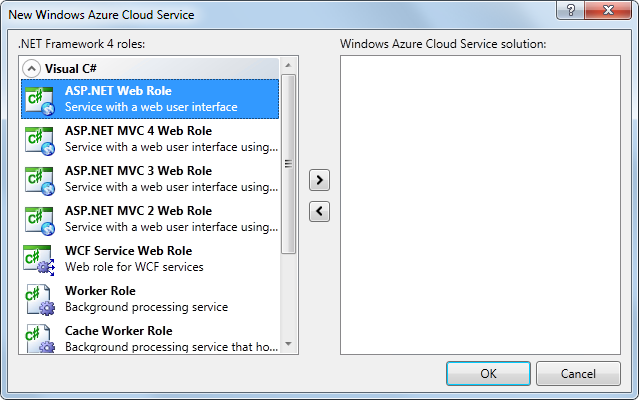 New Windows Azure Cloud Service
.NET Framework 4 roles:
Windows Azure Cloud Service solution:
Visual C#
ASP.NET Web Role
Service with a web user interface
ASP.NET MVC 4 Web Role
Service with a web user interface using...
ASP.NET MVC 3 Web Role
Service with a web user interface using...
ASP.NET MVC 2 Web Role
Service with a web user interface using...
WCF Service Web Role
Web role for WCF services
Worker Role
Background processing service
Cache Worker Role
Background processing service that ho...
OK
Cancel